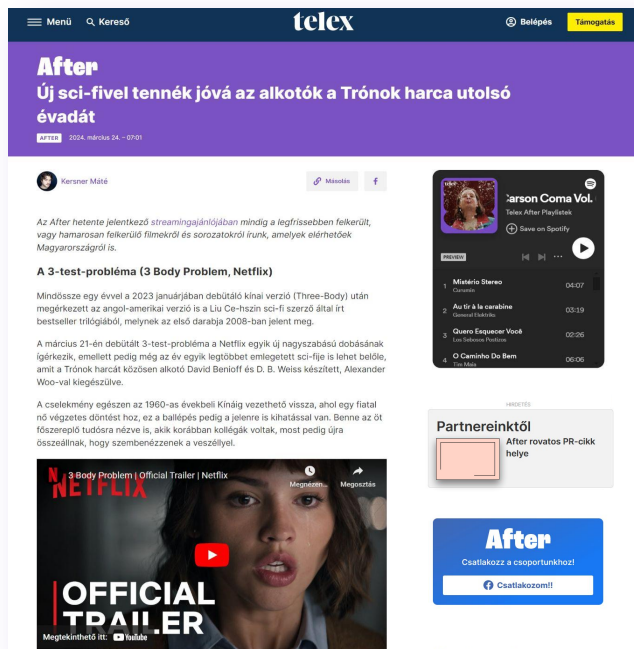 Menü
Kereső
telex
Belépés
Támogatás
After
Új sci-fivel tennék jóvá az alkotók a Trónok harca utolsó
évadát
AFTER 2024. március 24. – 07:01
Kersner Máté
Másolás
f
Az After hetente jelentkező streamingajánlójában mindig a legfrissebben felkerült,
vagy hamarosan felkerülő filmekről és sorozatokról írunk, amelyek elérhetőek
Magyarországról is.
A 3-test-probléma (3 Body Problem, Netflix)
Mindössze egy évvel a 2023 januárjában debütáló kínai verzió (Three-Body) után
megérkezett az angol-amerikai verzió is a Liu Ce-hszin sci-fi szerző által írt
bestseller trilógiából, melynek az első darabja 2008-ban jelent meg.
A március 21-én debütált 3-test-probléma a Netflix egyik új nagyszabású dobásának
ígérkezik, emellett pedig még az év egyik legtöbbet emlegetett sci-fije is lehet belőle,
amit a Trónok harcát közösen alkotó David Benioff és D. B. Weiss készített, Alexander
Woo-val kiegészülve.
A cselekmény egészen az 1960-as évekbeli Kínáig vezethető vissza, ahol egy fiatal
nő végzetes döntést hoz, ez a ballépés pedig a jelenre is kihatással van. Benne az öt
főszereplő tudósra nézve is, akik korábban kollégák voltak, most pedig újra
összeállnak, hogy szembenézzenek a veszéllyel.
3 Body Problem | Official Trailer | Netflix
NETFLIX
Megnézen...
Megosztás
OFFICIAL
TRAILER
Megtekinthető itt: YouTube
Carson Coma Vol.
Telex After Playlistek
Save on Spotify
PREVIEW
1 Mistério Stereo 04:07
Curumin
2 Au tir à la carabine 03:19
General Elektriks
3 Quero Esquecer Você 02:26
Los Sebosos Postizos
4 O Caminho Do Bem 06:06
Tim Maia
HIRDETÉS
Partnereinktől
After rovatos PR-cikk
helye
After
Csatlakozz a csoportunkhoz!
Csatlakozom!!